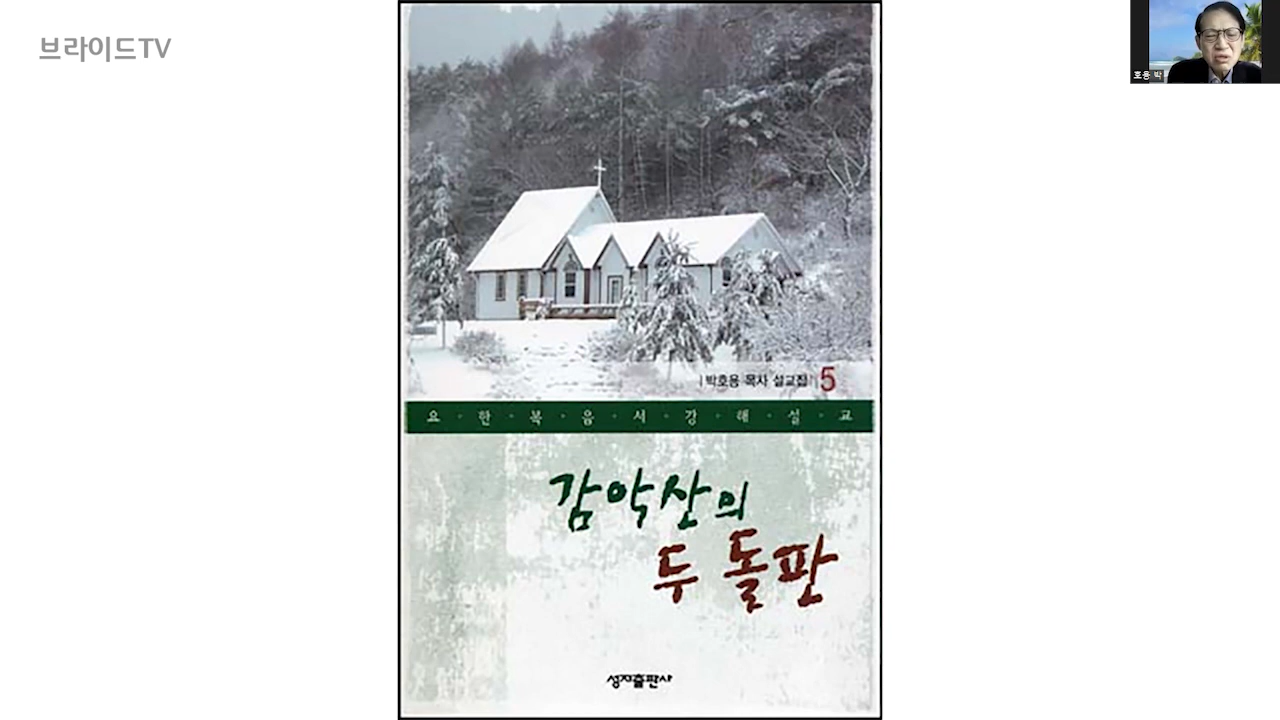 브라이드TV
호용 박
박호용 목사 설교집 5
요·한·복·음·서·강·해·설·교
감악산의
두 돌판
성지출판사